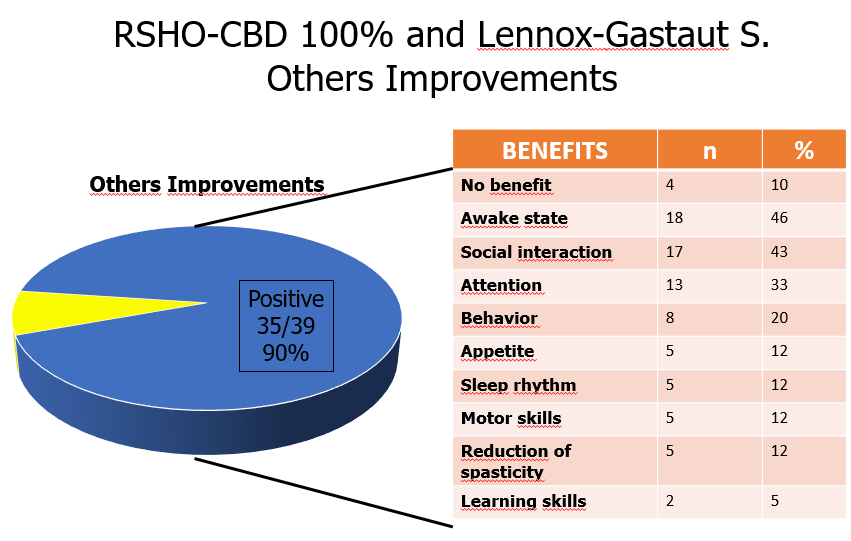 RSHO-CBD 100% and Lennox-Gastaut S.
Others Improvements
Others Improvements
Positive
35/39
90%
BENEFITS n %
No benefit 4 10
Awake state 18 46
Social interaction 17 43
Attention 13 33
Behavior 8 20
Appetite 5 12
Sleep rhythm 5 12
Motor skills 5 12
Reduction of 5 12
spasticity
Learning skills 2 5